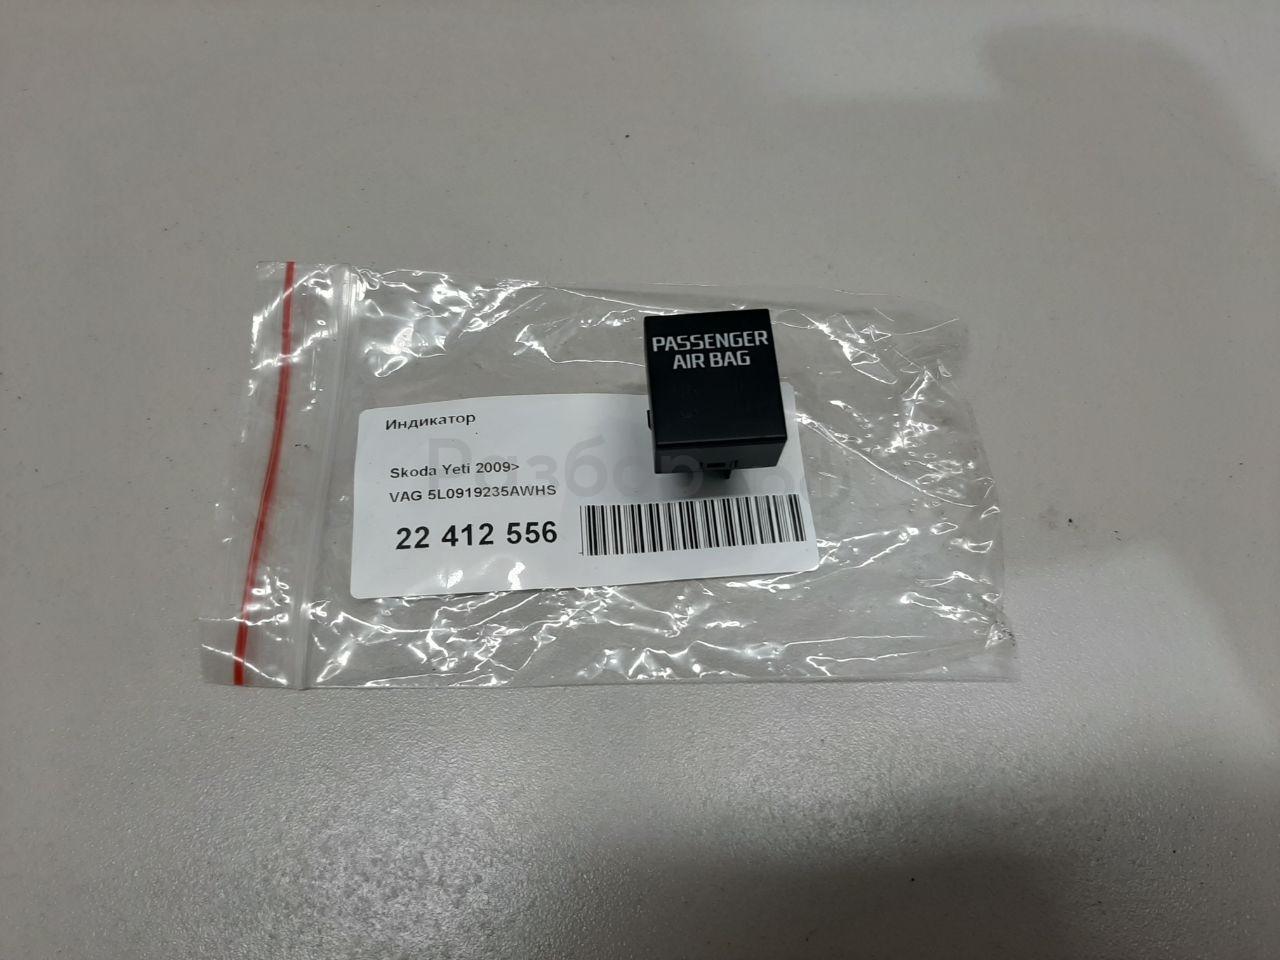 PASSENGER
AIR BAG
Индикатор
Skoda Yeti 2009>
VAG 5L0919235AWHS
22 412 556